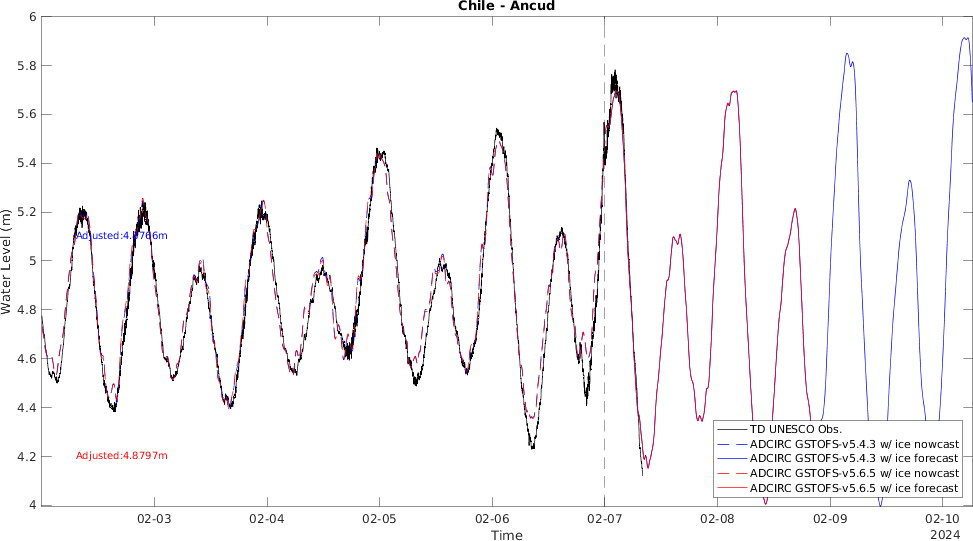 Chile - Ancud
6
5.8
5.6
5.4
5.2
5
4.8
4.6
4.4
4.2
4
Water Level (m)
Adjusted:4.8797m
TD UNESCO Obs.
ADCIRC GSTOFS-v5.4.3 w/ ice nowcast
ADCIRC GSTOFS-v5.4.3 w/ ice forecast
ADCIRC GSTOFS-v5.6.5 w/ ice nowcast
ADCIRC GSTOFS-v5.6.5 w/ ice forecast
02-03 02-04 02-05 02-06 02-07 02-08 02-09 02-10
2024
Time